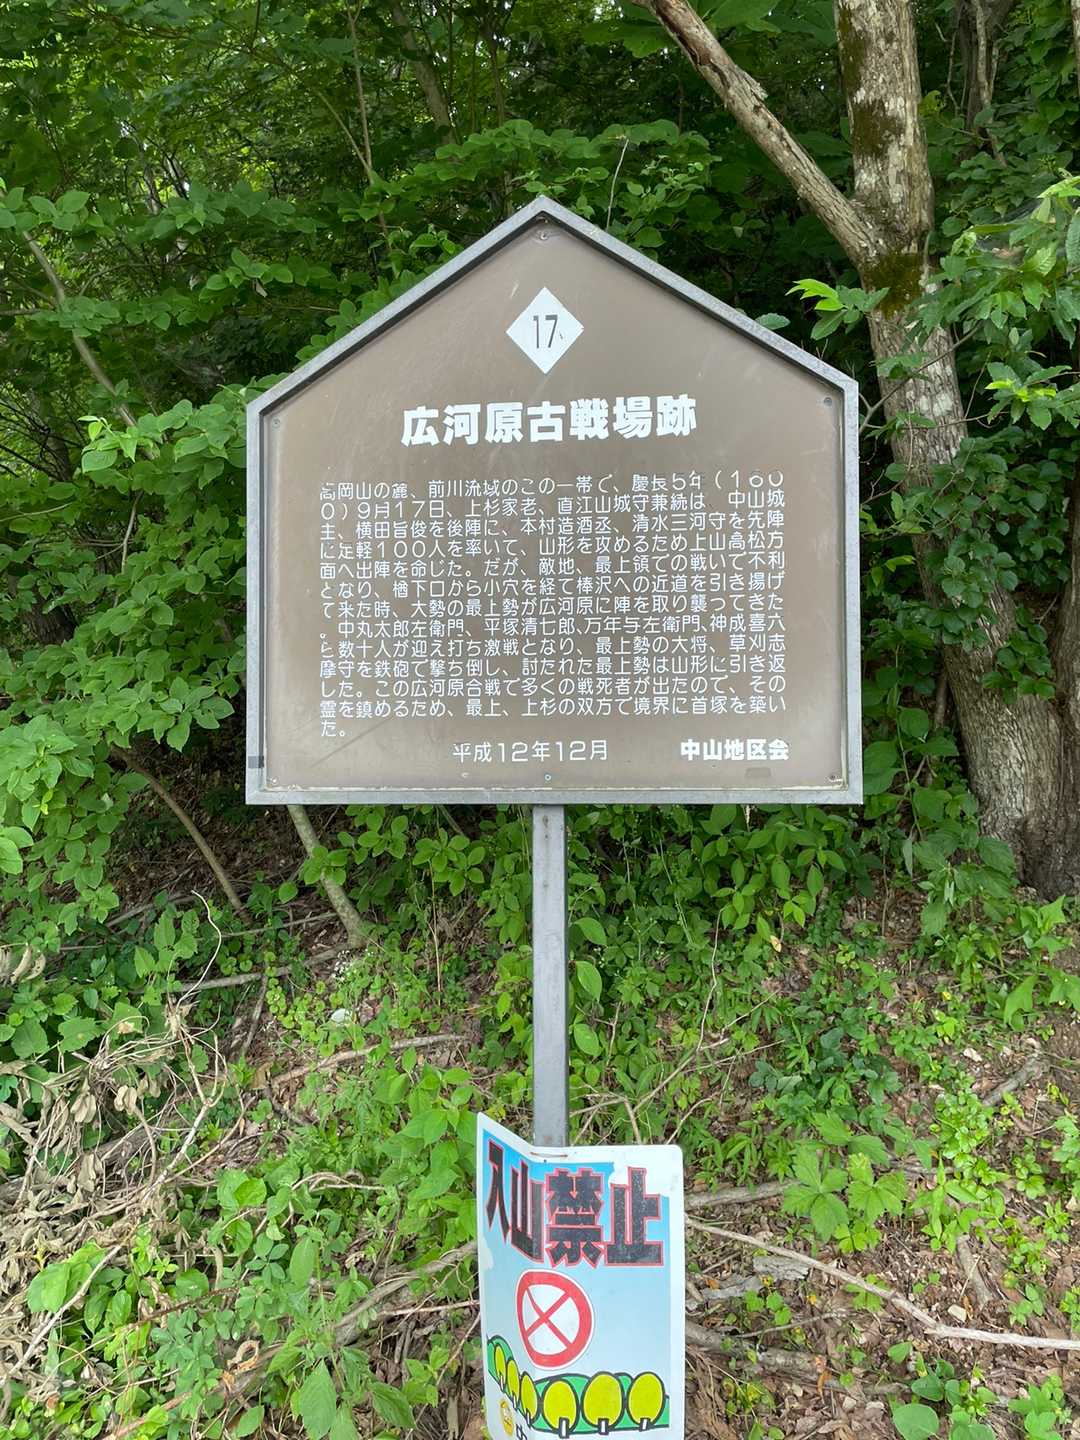 17
広河原古戦場跡
高岡山の麓、前川流域のこの一帯で、慶長5年(160
0)9月17日、上杉家老、直江山城守兼続は、中山城
主、横田旨俊を後陣に、本村造酒丞、清水三河守を先陣
に足軽100人を率いて、山形を攻めるため上山高松方
面へ出陣を命じた。だが、敵地、最上領での戦いで不利
となり、楢下口から小穴を経て棒沢への近道を引き揚げ
て来た時、大勢の最上勢が広河原に陣を取り襲ってきた
。中丸太郎左衛門、平塚清七郎、万年与左衛門、神成喜六
ら数十人が迎え打ち激戦となり、最上勢の大将、草刈志
摩守を鉄砲で撃ち倒し、討たれた最上勢は山形に引き返
した。この広河原合戦で多くの戦死者が出たので、その
霊を鎮めるため、最上、上杉の双方で境界に首塚を築い
た。
平成12年12月 中山地区会
入山禁止